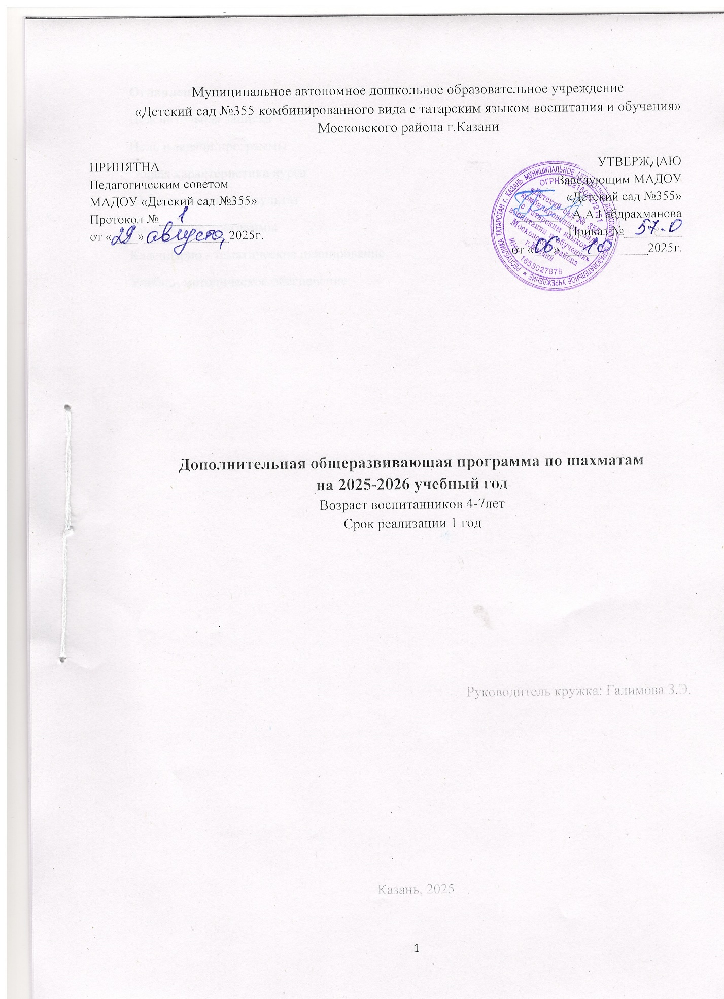 Муниципальное автономное дошкольное образовательное учреждение
«Детский сад №355 комбинированного вида с татарским языком воспитания и обучения»
Московского района г.Казани
ПРИНЯТНА
Педагогическим советом
МАДОУ «Детский сад №355»
Протокол № 1
от «29» августа 2025г.
УТВЕРЖДАЮ
Заведующим МАДОУ
«Детский сад №355»
А.А.Габдрахманова
Приказ № 57-О
от «06» 10 2025г.
РЕСПУБЛИКА ТАТАРСТАН г. КАЗАНЬ МУНИЦИПАЛЬНОЕ АВТОНОМНОЕ ДОШКОЛЬНОЕ ОБРАЗОВАТЕЛЬНОЕ УЧРЕЖДЕНИЕ
ОГРН
ИНН 1658027878
«Детский сад № 355
комбинированного вида
с татарским языком
воспитания и обучения»
Московского района
г.Казани
Дополнительная общеразвивающая программа по шахматам
на 2025-2026 учебный год
Возраст воспитанников 4-7лет
Срок реализации 1 год
Руководитель кружка: Галимова З.Э.
Казань, 2025
1